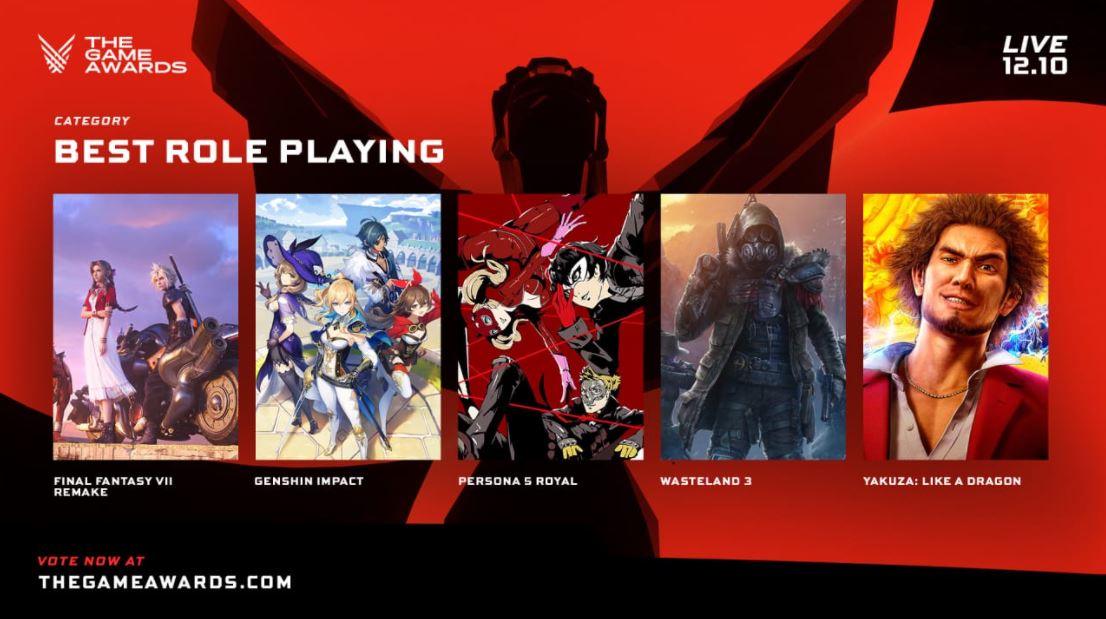 THE
GAME
AWARDS
LIVE
12.10
CATEGORY
BEST ROLE PLAYING
FINAL FANTASY VII
REMAKE
GENSHIN IMPACT
PERSONA 5 ROYAL
WASTELAND 3
YAKUZA: LIKE A DRAGON
VOTE NOW AT
THEGAMEAWARDS.COM